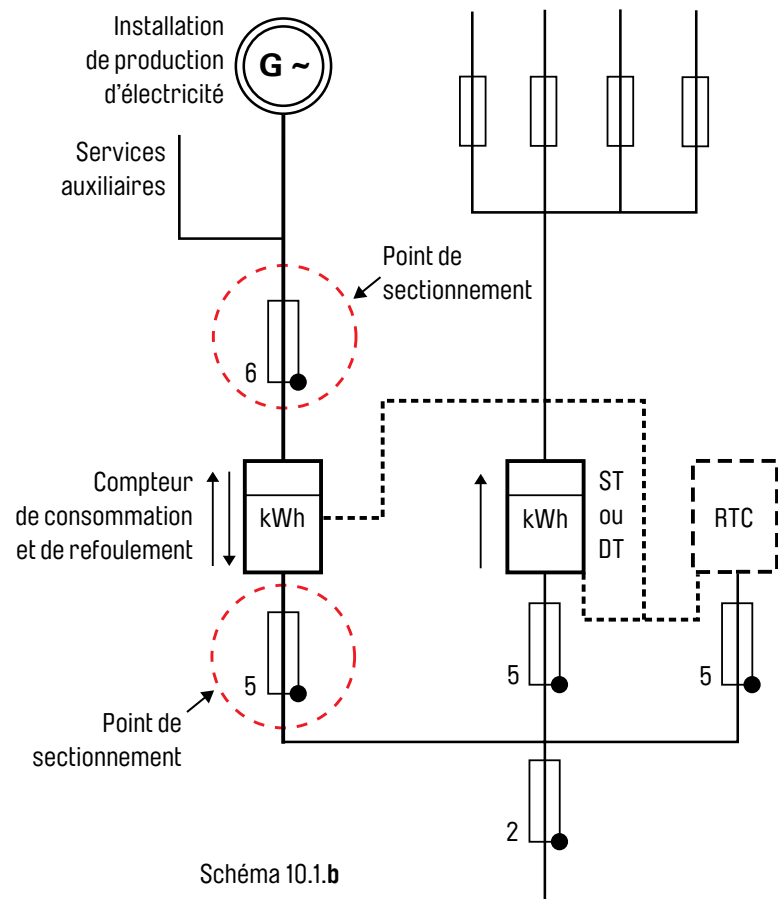 Installation
de production
d'électricité
G ~
Services
auxiliaires
Point de
sectionnement
6
Compteur
de consommation
et de refoulement
kWh
kWh
ST
ou
DT
RTC
5
5
5
Point de
sectionnement
2
Schéma 10.1.b